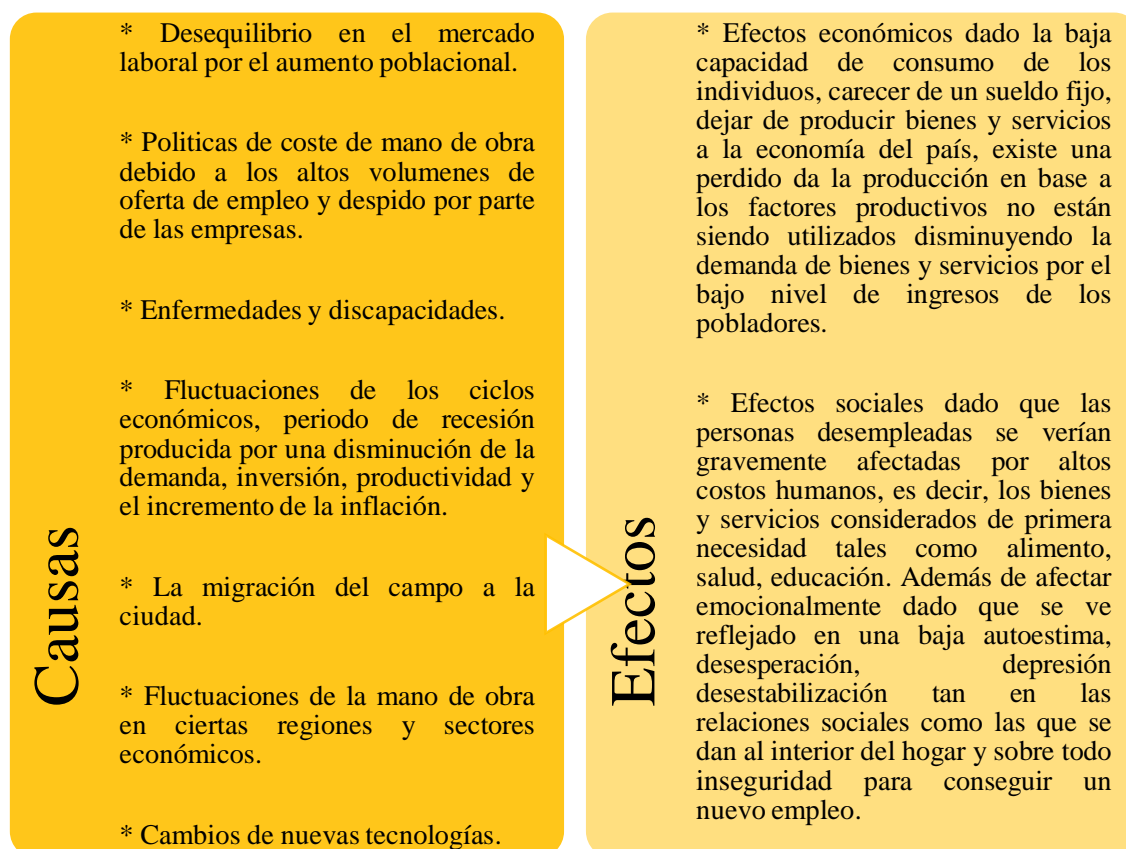 Causas
* Desequilibrio en el mercado
laboral por el aumento poblacional.
* Politicas de coste de mano de obra
debido a los altos volumenes de
oferta de empleo y despido por parte
de las empresas.
* Enfermedades y discapacidades.
* Fluctuaciones de los ciclos
económicos, periodo de recesión
producida por una disminución de la
demanda, inversión, productividad y
el incremento de la inflación.
* La migración del campo a la
ciudad.
* Fluctuaciones de la mano de obra
en ciertas regiones y sectores
económicos.
* Cambios de nuevas tecnologías.
Efectos
* Efectos económicos dado la baja
capacidad de consumo de los
individuos, carecer de un sueldo fijo,
dejar de producir bienes y servicios
a la economía del país, existe una
perdido da la producción en base a
los factores productivos no están
siendo utilizados disminuyendo la
demanda de bienes y servicios por el
bajo nivel de ingresos de los
pobladores.
* Efectos sociales dado que las
personas desempleadas se verían
gravemente afectadas por altos
costos humanos, es decir, los bienes
y servicios considerados de primera
necesidad tales como alimento,
salud, educación. Además de afectar
emocionalmente dado que se ve
reflejado en una baja autoestima,
desesperación, depresión
desestabilización tan en las
relaciones sociales como las que se
dan al interior del hogar y sobre todo
inseguridad para conseguir un
nuevo empleo.